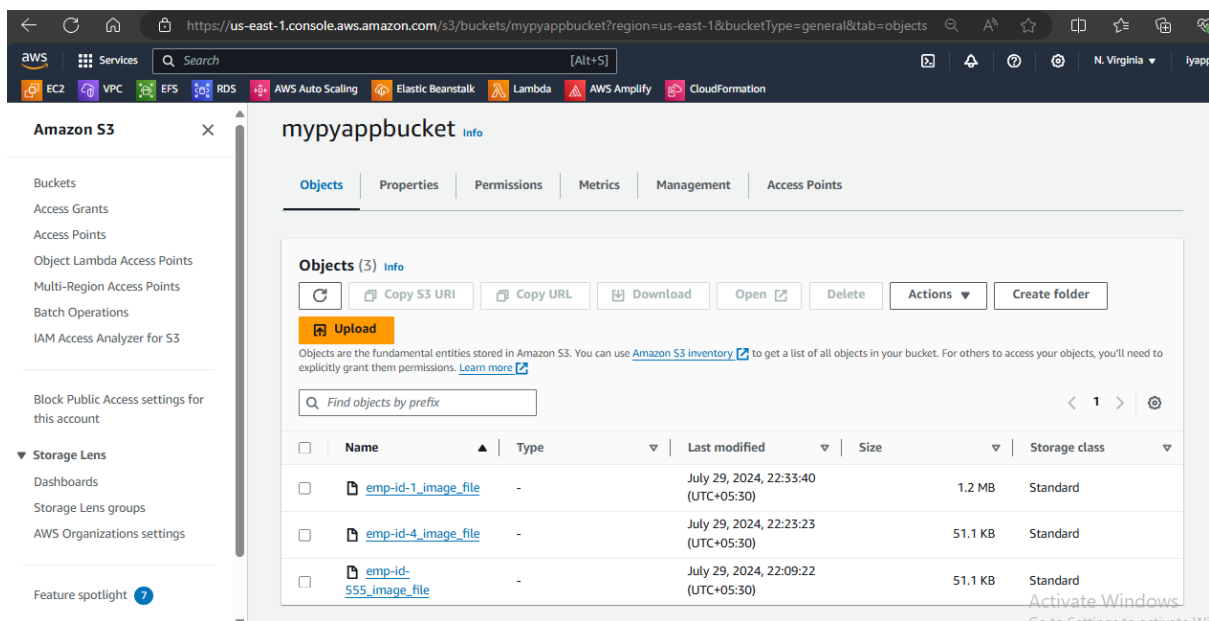 https://us-east-1.console.aws.amazon.com/s3/buckets/mypyappbucket?region=us-east-1&bucketType=general&tab=objects
aws Services Search [Alt+S] N. Virginia
EC2 VPC EFS RDS AWS Auto Scaling Elastic Beanstalk Lambda AWS Amplify CloudFormation
Amazon S3
Buckets
Access Grants
Access Points
Object Lambda Access Points
Multi-Region Access Points
Batch Operations
IAM Access Analyzer for S3
Block Public Access settings for
this account
Storage Lens
Dashboards
Storage Lens groups
AWS Organizations settings
Feature spotlight 7
mypyappbucket Info
Objects Properties Permissions Metrics Management Access Points
Objects (3) Info
Copy S3 URI Copy URL Download Open Delete Actions Create folder
Upload
Objects are the fundamental entities stored in Amazon S3. You can use Amazon S3 inventory to get a list of all objects in your bucket. For others to access your objects, you'll need to
explicitly grant them permissions. Learn more
Find objects by prefix 1
Name Type Last modified Size Storage class
emp-id-1_image_file - July 29, 2024, 22:33:40 (UTC+05:30) 1.2 MB Standard
emp-id-4_image_file - July 29, 2024, 22:23:23 (UTC+05:30) 51.1 KB Standard
emp-id-
555_image_file - July 29, 2024, 22:09:22 (UTC+05:30) 51.1 KB Standard
Activate Windows